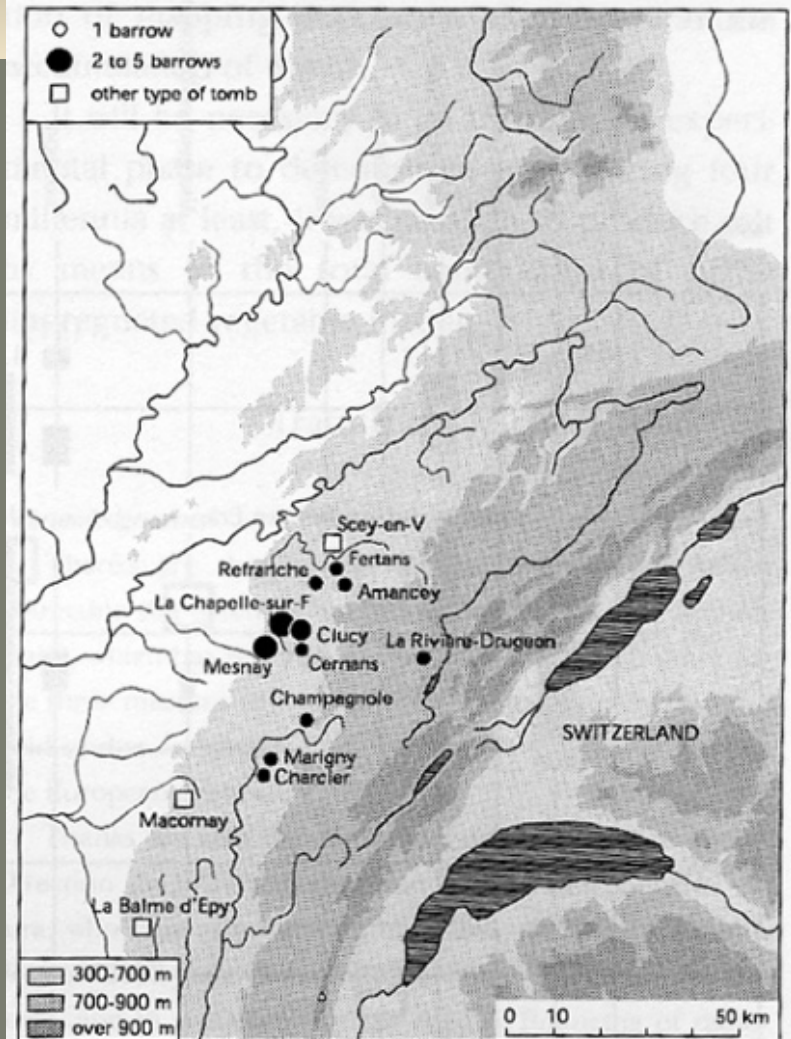 1 barrow
2 to 5 barrows
other type of tomb
Scey-en-V
Fertans
Refranche
Amancey
La Chapelle-sur-F
Clucy
La Rivière-Drugeon
Mesnay
Cernans
Champagnole
SWITZERLAND
Marigny
Charcier
Macornay
La Balme d'Epy
300-700 m
700-900 m
over 900 m
0 10 50 km